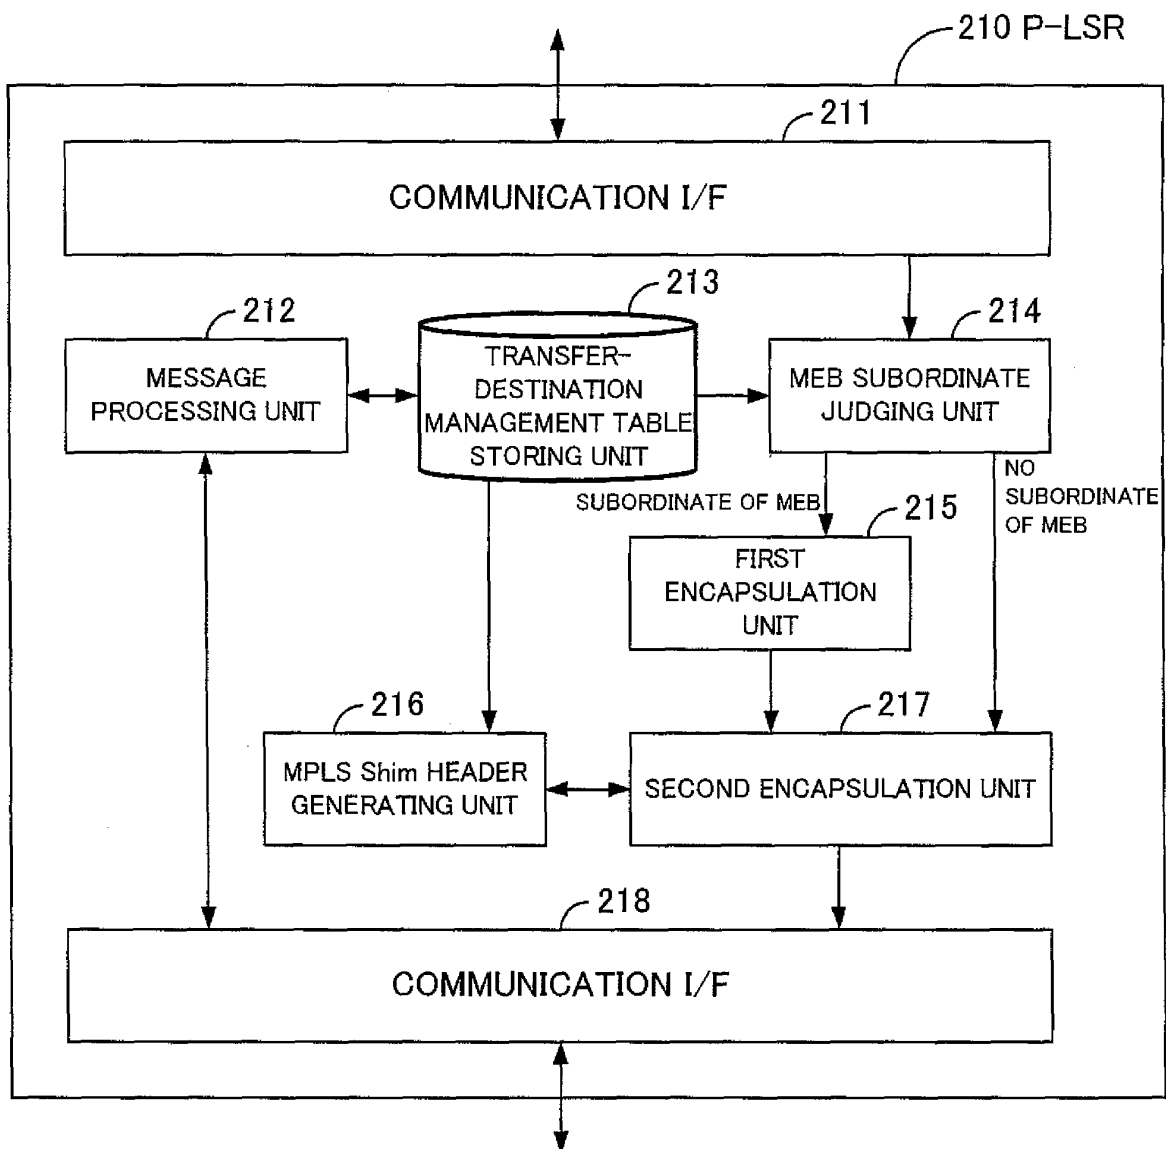 210 P-LSR
211
COMMUNICATION I/F
212
MESSAGE
PROCESSING UNIT
213
TRANSFER-
DESTINATION
MANAGEMENT TABLE
STORING UNIT
214
MEB SUBORDINATE
JUDGING UNIT
SUBORDINATE OF MEB
NO
SUBORDINATE
OF MEB
215
FIRST
ENCAPSULATION
UNIT
216
MPLS Shim HEADER
GENERATING UNIT
217
SECOND ENCAPSULATION UNIT
218
COMMUNICATION I/F